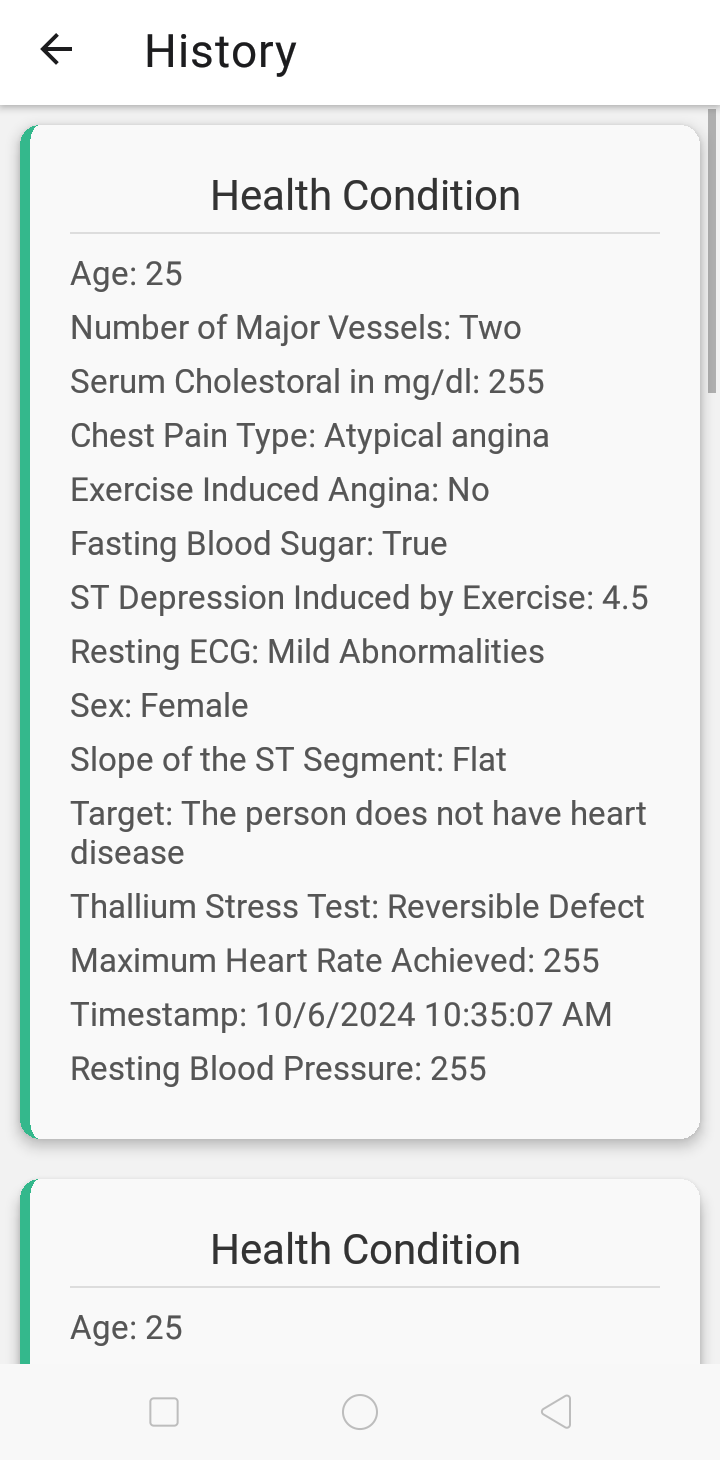 History
Health Condition
Age: 25
Number of Major Vessels: Two
Serum Cholestoral in mg/dl: 255
Chest Pain Type: Atypical angina
Exercise Induced Angina: No
Fasting Blood Sugar: True
ST Depression Induced by Exercise: 4.5
Resting ECG: Mild Abnormalities
Sex: Female
Slope of the ST Segment: Flat
Target: The person does not have heart
disease
Thallium Stress Test: Reversible Defect
Maximum Heart Rate Achieved: 255
Timestamp: 10/6/2024 10:35:07 AM
Resting Blood Pressure: 255
Health Condition
Age: 25